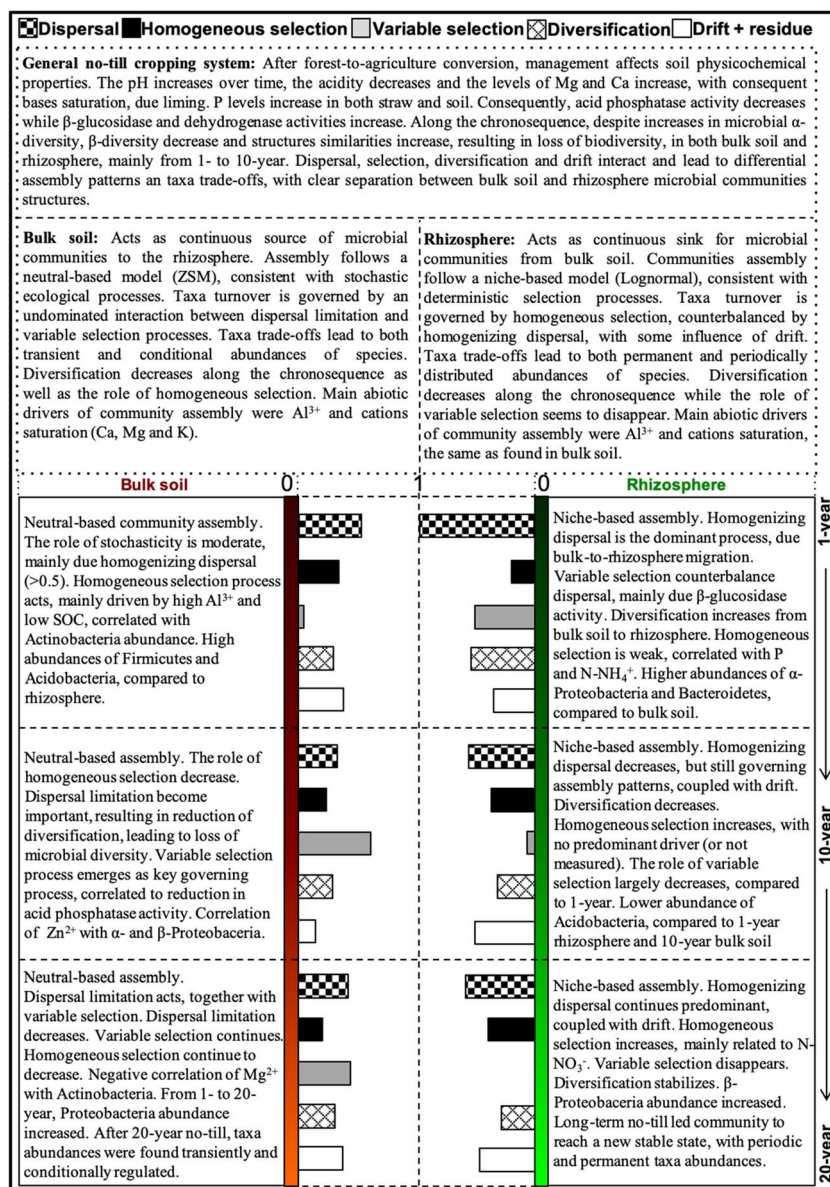 Dispersal Homogeneous selection Variable selection Diversification Drift + residue
General no-till cropping system: After forest-to-agriculture conversion, management affects soil physicochemical
properties. The pH increases over time, the acidity decreases and the levels of Mg and Ca increase, with consequent
bases saturation, due liming. P levels increase in both straw and soil. Consequently, acid phosphatase activity decreases
while β-glucosidase and dehydrogenase activities increase. Along the chronosequence, despite increases in microbial α-
diversity, β-diversity decrease and structures similarities increase, resulting in loss of biodiversity, in both bulk soil and
rhizosphere, mainly from 1- to 10-year. Dispersal, selection, diversification and drift interact and lead to differential
assembly patterns an taxa trade-offs, with clear separation between bulk soil and rhizosphere microbial communities
structures.
Bulk soil: Acts as continuous source of microbial
communities to the rhizosphere. Assembly follows a
neutral-based model (ZSM), consistent with stochastic
ecological processes. Taxa turnover is governed by an
undominated interaction between dispersal limitation and
variable selection processes. Taxa trade-offs lead to both
transient and conditional abundances of species.
Diversification decreases along the chronosequence as
well as the role of homogeneous selection. Main abiotic
drivers of community assembly were Al³⁺ and cations
saturation (Ca, Mg and K).
Rhizosphere: Acts as continuous sink for microbial
communities from bulk soil. Communities assembly
follow a niche-based model (Lognormal), consistent with
deterministic selection processes. Taxa turnover is
governed by homogeneous selection, counterbalanced by
homogenizing dispersal, with some influence of drift.
Taxa trade-offs lead to both permanent and periodically
distributed abundances of species. Diversification
decreases along the chronosequence while the role of
variable selection seems to disappear. Main abiotic drivers
of community assembly were Al³⁺ and cations saturation,
the same as found in bulk soil.
Bulk soil 0 1 0 Rhizosphere
Neutral-based community assembly.
The role of stochasticity is moderate,
mainly due homogenizing dispersal
(>0.5). Homogeneous selection process
acts, mainly driven by high Al³⁺ and
low SOC, correlated with
Actinobacteria abundance. High
abundances of Firmicutes and
Acidobacteria, compared to
rhizosphere.
Niche-based assembly. Homogenizing
dispersal is the dominant process, due
bulk-to-rhizosphere migration.
Variable selection counterbalance
dispersal, mainly due β-glucosidase
activity. Diversification increases from
bulk soil to rhizosphere. Homogeneous
selection is weak, correlated with P
and N-NH₄⁺. Higher abundances of α-
Proteobacteria and Bacteroidetes,
compared to bulk soil.
1-year
Neutral-based assembly. The role of
homogeneous selection decrease.
Dispersal limitation become
important, resulting in reduction of
diversification, leading to loss of
microbial diversity. Variable selection
process emerges as key governing
process, correlated to reduction in
acid phosphatase activity. Correlation
of Zn²⁺ with α- and β-Proteobaceria.
Niche-based assembly. Homogenizing
dispersal decreases, but still governing
assembly patterns, coupled with drift.
Diversification decreases.
Homogeneous selection increases, with
no predominant driver (or not
measured). The role of variable
selection largely decreases, compared
to 1-year. Lower abundance of
Acidobacteria, compared to 1-year
rhizosphere and 10-year bulk soil
10-year
Neutral-based assembly.
Dispersal limitation acts, together with
variable selection. Dispersal limitation
decreases. Variable selection continues.
Homogeneous selection continue to
decrease. Negative correlation of Mg²⁺
with Actinobacteria. From 1- to 20-
year, Proteobacteria abundance
increased. After 20-year no-till, taxa
abundances were found transiently and
conditionally regulated.
Niche-based assembly. Homogenizing
dispersal continues predominant,
coupled with drift. Homogeneous
selection increases, mainly related to N-
NO₃⁻. Variable selection disappears.
Diversification stabilizes. β-
Proteobaceria abundance increased.
Long-term no-till led community to
reach a new stable state, with periodic
and permanent taxa abundances.
20-year